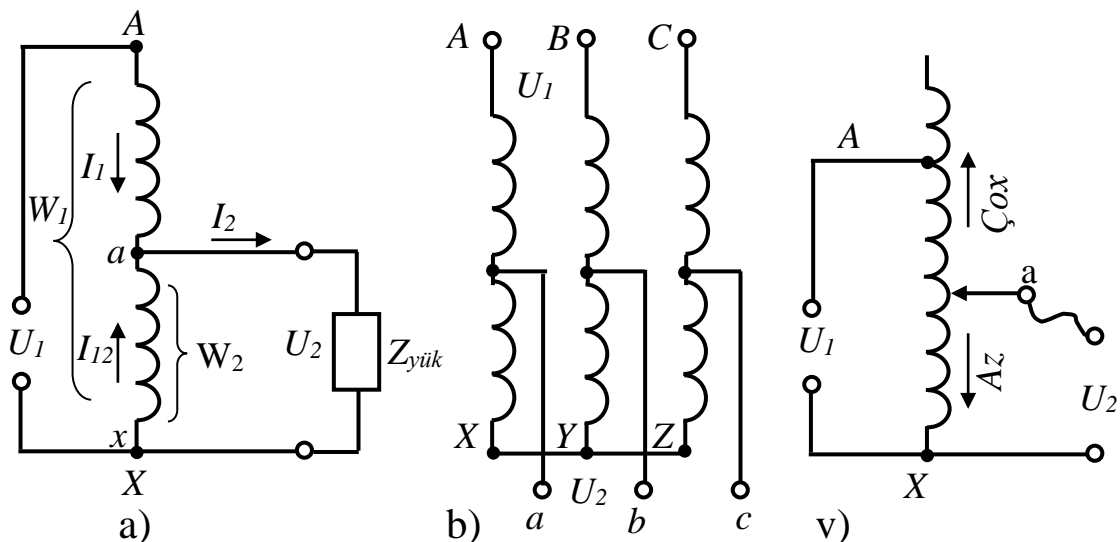 A
W₁
I₁
I₂
a
U₁
I₁₂
W₂
U₂
Zyük
x
X
a)
A
B
C
U₁
X
Y
Z
U₂
a
b
c
b)
A
Çox
a
U₁
Az
U₂
X
v)